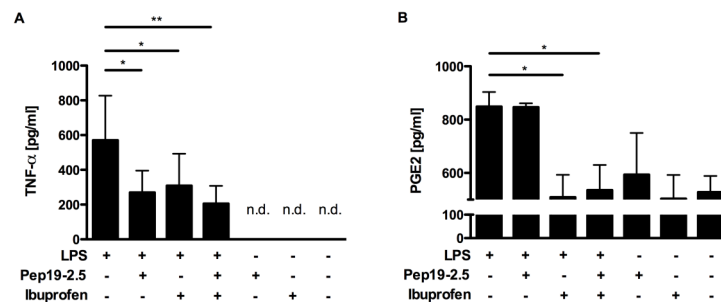 A
**
*
*
1000
800
600
400
200
0
TNF-α [pg/ml]
n.d. n.d. n.d.
LPS + + + + - - -
Pep19-2.5 - + - + + - -
Ibuprofen - - + + - + -
B
*
*
1000
800
600
100
0
PGE2 [pg/ml]
LPS + + + + - - -
Pep19-2.5 - + - + + - -
Ibuprofen - - + + - + -